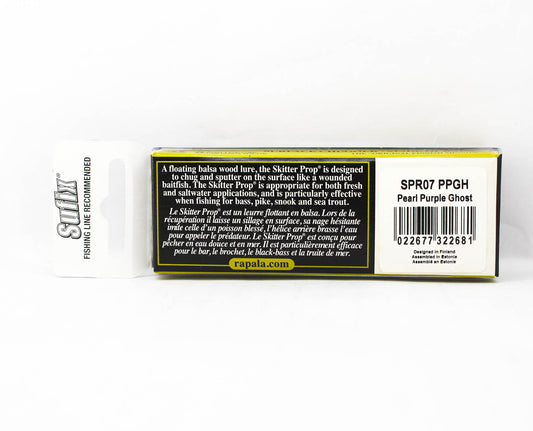 Sufix
FISHING LINE RECOMMENDED
A floating balsa wood lure, the Skitter Prop® is designed
to chug and sputter on the surface like a wounded
baitfish. The Skitter Prop® is appropriate for both fresh
and saltwater applications, and is particularly effective
when fishing for bass, pike, snook and sea trout.
Le Skitter Prop® est un leurre flottant en balsa. Lors de la
récupération il laisse un sillage en surface, sa nage hésitante
imite celle d'un poisson blessé, l'hélice arrière brasse l'eau
pour appeler le prédateur. Le Skitter Prop® est conçu pour
pêcher en eau douce et en mer. Il est particulièrement efficace
pour le bar, le brochet, le black-bass et la truite de mer.
rapala.com
SPR07 PPGH
Pearl Purple Ghost
022677 322681
Designed in Finland
Assembled in Estonia
Assemblé en Estonie